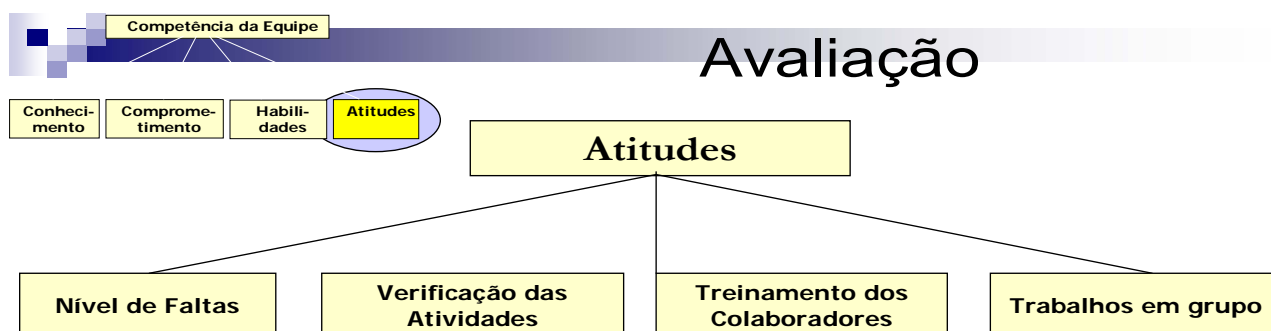 Competência da Equipe
Avaliação
Conheci-
mento
Comprome-
timento
Habili-
dades
Atitudes
Atitudes
Nível de Faltas
Verificação das
Atividades
Treinamento dos
Colaboradores
Trabalhos em grupo